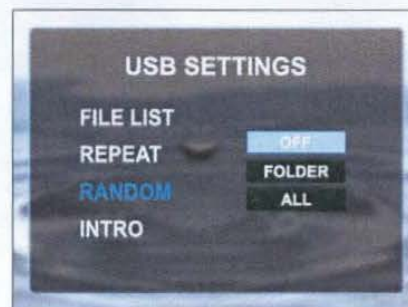 USB SETTINGS
FILE LIST
REPEAT
OFF
RANDOM
FOLDER
ALL
INTRO